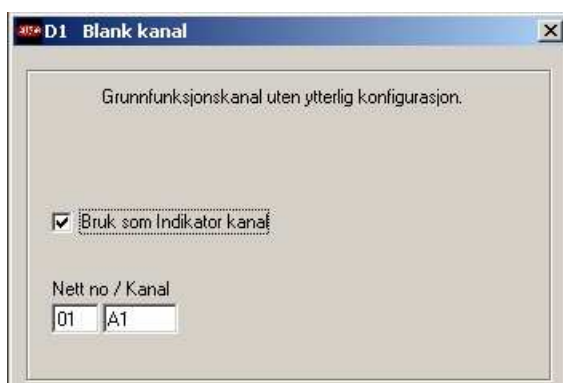 D1 Blank kanal
Grunnfunksjonskanal uten ytterlig konfigurasjon.
Bruk som Indikator kanal
Nett no / Kanal
01 A1